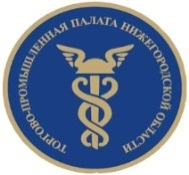 ТОРГОВО-ПРОМЫШЛЕННАЯ ПАЛАТА НИЖЕГОРОДСКОЙ ОБЛАСТИ